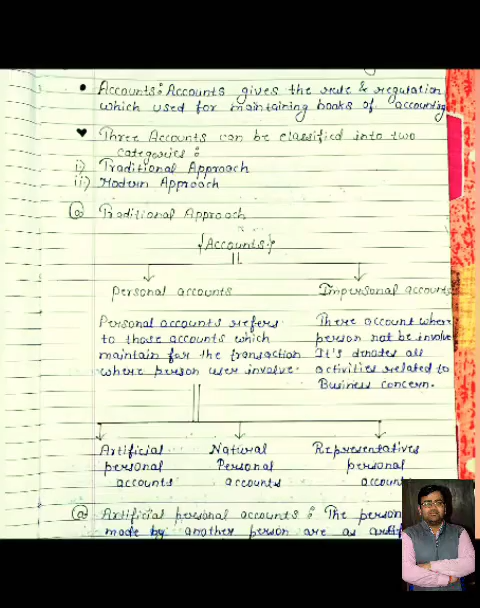 • Accounts: Accounts gives the rule & regulation
which used for maintaining books of accounting
♥ Three Accounts can be classified into two
categories:
i) Traditional Approach
ii) Modern Approach
Traditional Approach
{Accounts}
Personal accounts Impersonal accounts
Personal accounts refers
to those accounts which
maintain for the transaction
where person user involve.
There account where
person not be involve
It's denotes all
activities related to
Business concern.
Artificial
personal
accounts
Natural
Personal
accounts
Representatives
personal
account
@ Artificial personal accounts: The person
made by another person are as